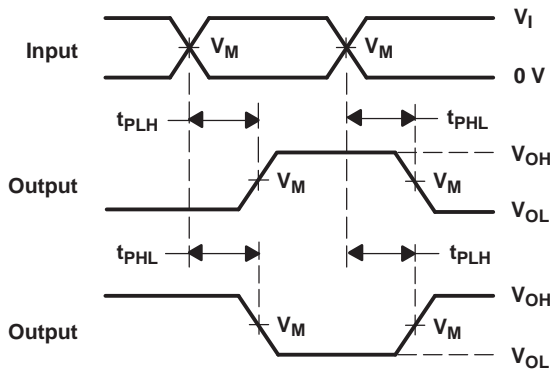 V_I
Input V_M V_M
0 V
t_PLH t_PHL
V_OH
Output V_M V_M
V_OL
t_PHL t_PLH
V_OH
Output V_M V_M
V_OL